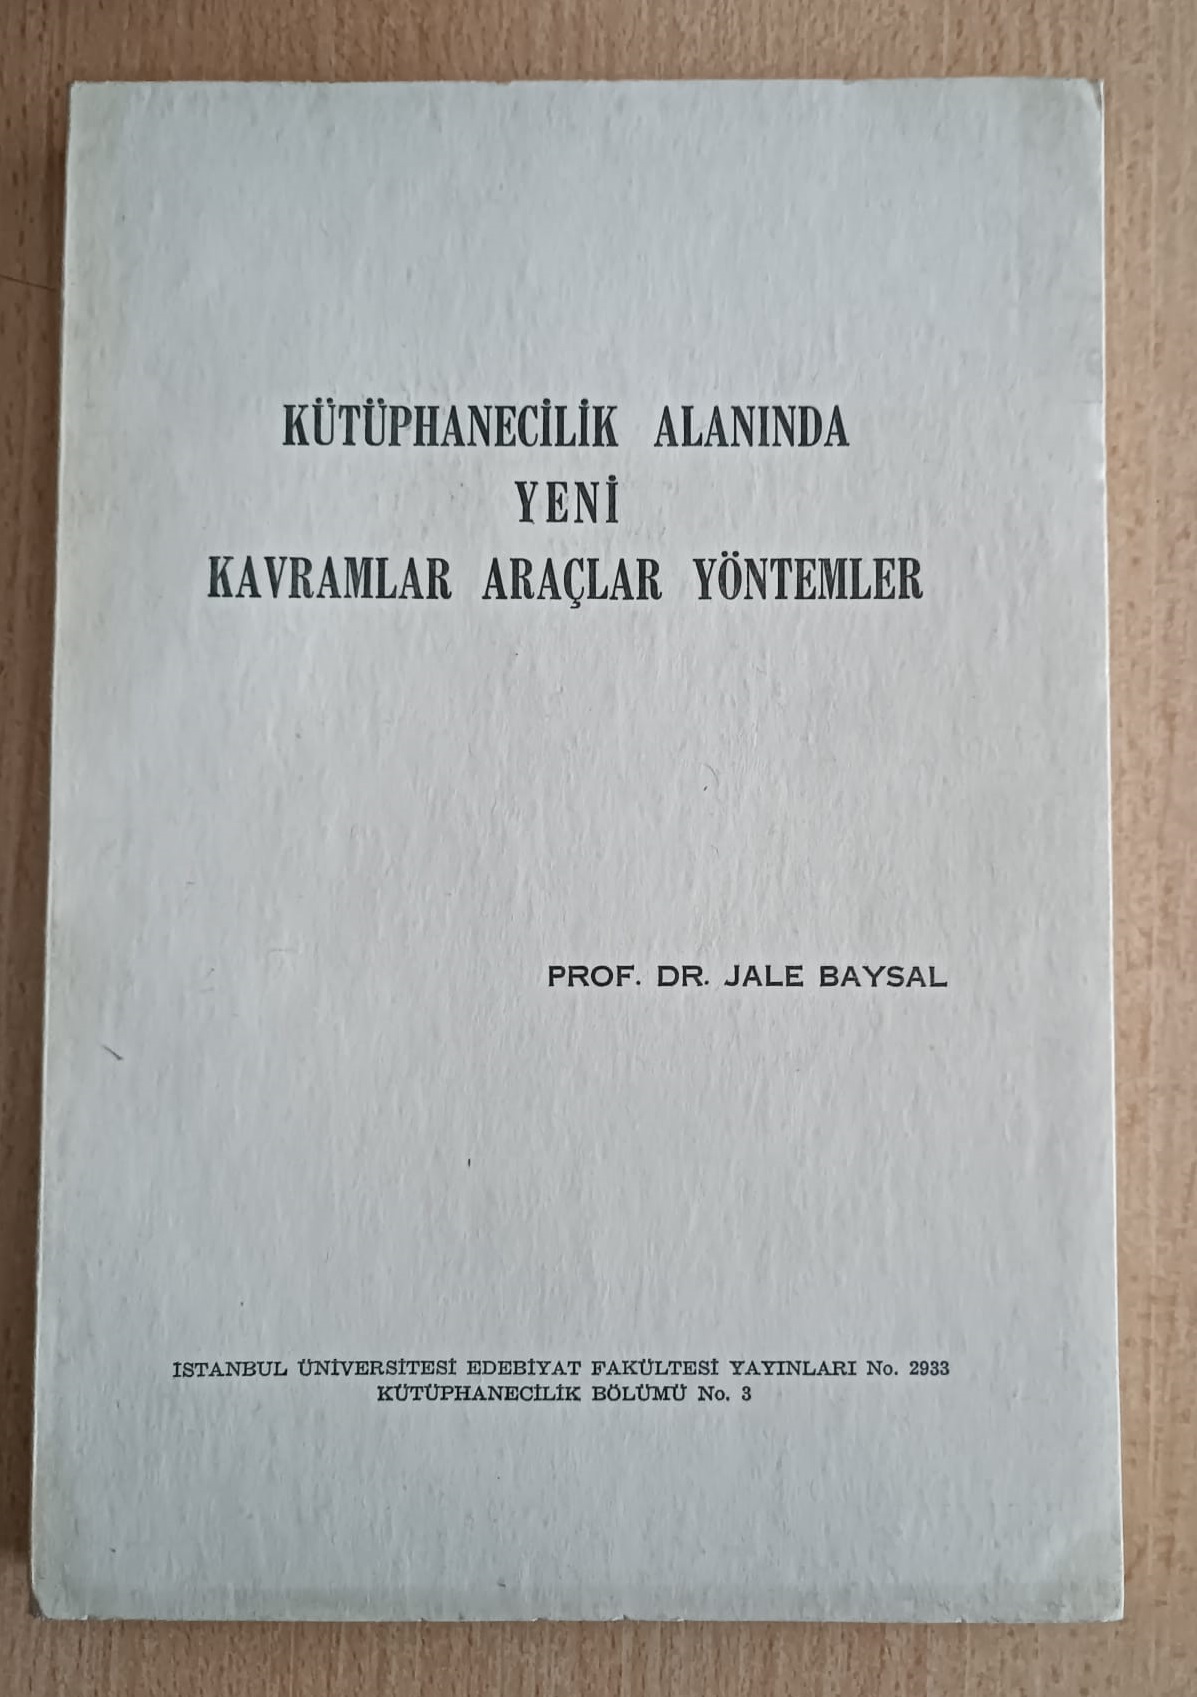 KÜTÜPHANECİLİK ALANINDA
YENİ
KAVRAMLAR ARAÇLAR YÖNTEMLER
PROF. DR. JALE BAYSAL
İSTANBUL ÜNİVERSİTESİ EDEBİYAT FAKÜLTESİ YAYINLARI No. 2933
KÜTÜPHANECİLİK BÖLÜMÜ No. 3